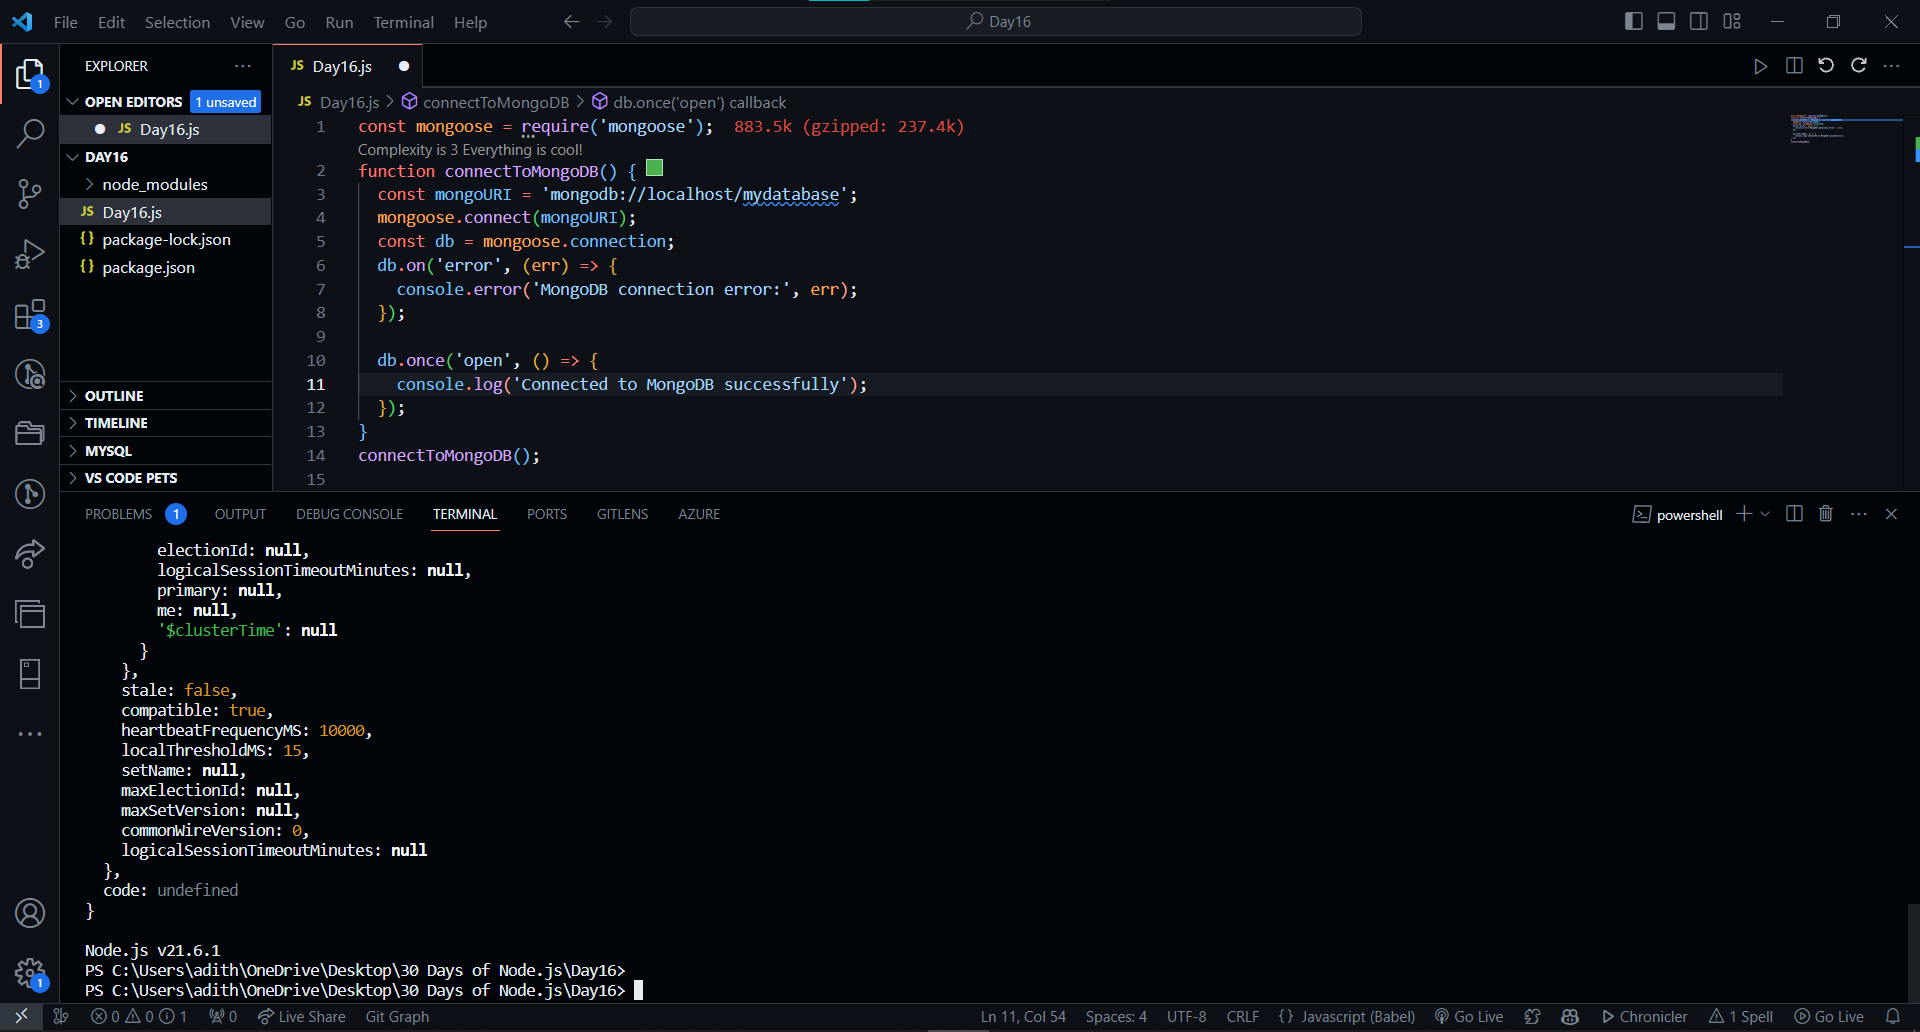 File Edit Selection View Go Run Terminal Help
Day16
EXPLORER
OPEN EDITORS 1 unsaved
JS Day16.js
DAY16
node_modules
JS Day16.js
{} package-lock.json
{} package.json
OUTLINE
TIMELINE
MYSQL
VS CODE PETS
1
3
1
JS Day16.js
JS Day16.js > connectToMongoDB > db.once('open') callback
1 const mongoose = require('mongoose'); 883.5k (gzipped: 237.4k)
Complexity is 3 Everything is cool!
2 function connectToMongoDB() {
3 const mongoURI = 'mongodb://localhost/mydatabase';
4 mongoose.connect(mongoURI);
5 const db = mongoose.connection;
6 db.on('error', (err) => {
7 console.error('MongoDB connection error:', err);
8 });
9
10 db.once('open', () => {
11 console.log('Connected to MongoDB successfully');
12 });
13 }
14 connectToMongoDB();
15
PROBLEMS 1 OUTPUT DEBUG CONSOLE TERMINAL PORTS GITLENS AZURE
powershell
electionId: null,
logicalSessionTimeoutMinutes: null,
primary: null,
me: null,
'$clusterTime': null
}
},
stale: false,
compatible: true,
heartbeatFrequencyMS: 10000,
localThresholdMS: 15,
setName: null,
maxElectionId: null,
maxSetVersion: null,
commonWireVersion: 0,
logicalSessionTimeoutMinutes: null
},
code: undefined
}
Node.js v21.6.1
PS C:\Users\adith\OneDrive\Desktop\30 Days of Node.js\Day16>
PS C:\Users\adith\OneDrive\Desktop\30 Days of Node.js\Day16>
0 0 1 0 Live Share Git Graph
Ln 11, Col 54 Spaces: 4 UTF-8 CRLF {} Javascript (Babel) Go Live Chronicler 1 Spell Go Live